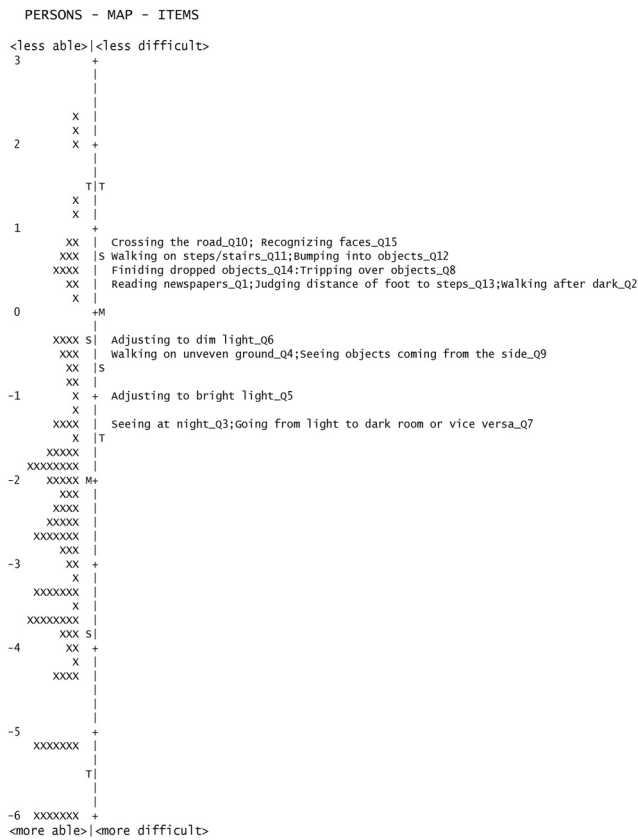 PERSONS - MAP - ITEMS
<less able>|<less difficult>
3 +
|
|
|
X |
X |
2 X +
|
|
T|T
X |
X |
1 +
XX | Crossing the road_Q10; Recognizing faces_Q15
XXX |S Walking on steps/stairs_Q11;Bumping into objects_Q12
XXXX | Finiding dropped objects_Q14:Tripping over objects_Q8
XX | Reading newspapers_Q1;Judging distance of foot to steps_Q13;Walking after dark_Q2
X |
0 +M
|
XXXX S| Adjusting to dim light_Q6
XXX | Walking on unveven ground_Q4;Seeing objects coming from the side_Q9
XX |S
XX |
-1 X + Adjusting to bright light_Q5
X |
XXXX | Seeing at night_Q3;Going from light to dark room or vice versa_Q7
X |T
XXXXX |
XXXXXXXX |
-2 XXXXX M+
XXX |
XXXX |
XXXXX |
XXXXXXX |
XXX |
-3 XX +
X |
XXXXXXX |
X |
XXXXXXXX |
XXX S|
-4 XX +
X |
XXXX |
|
|
|
-5 +
XXXXXXX |
|
T|
|
|
-6 XXXXXXX +
<more able>|<more difficult>